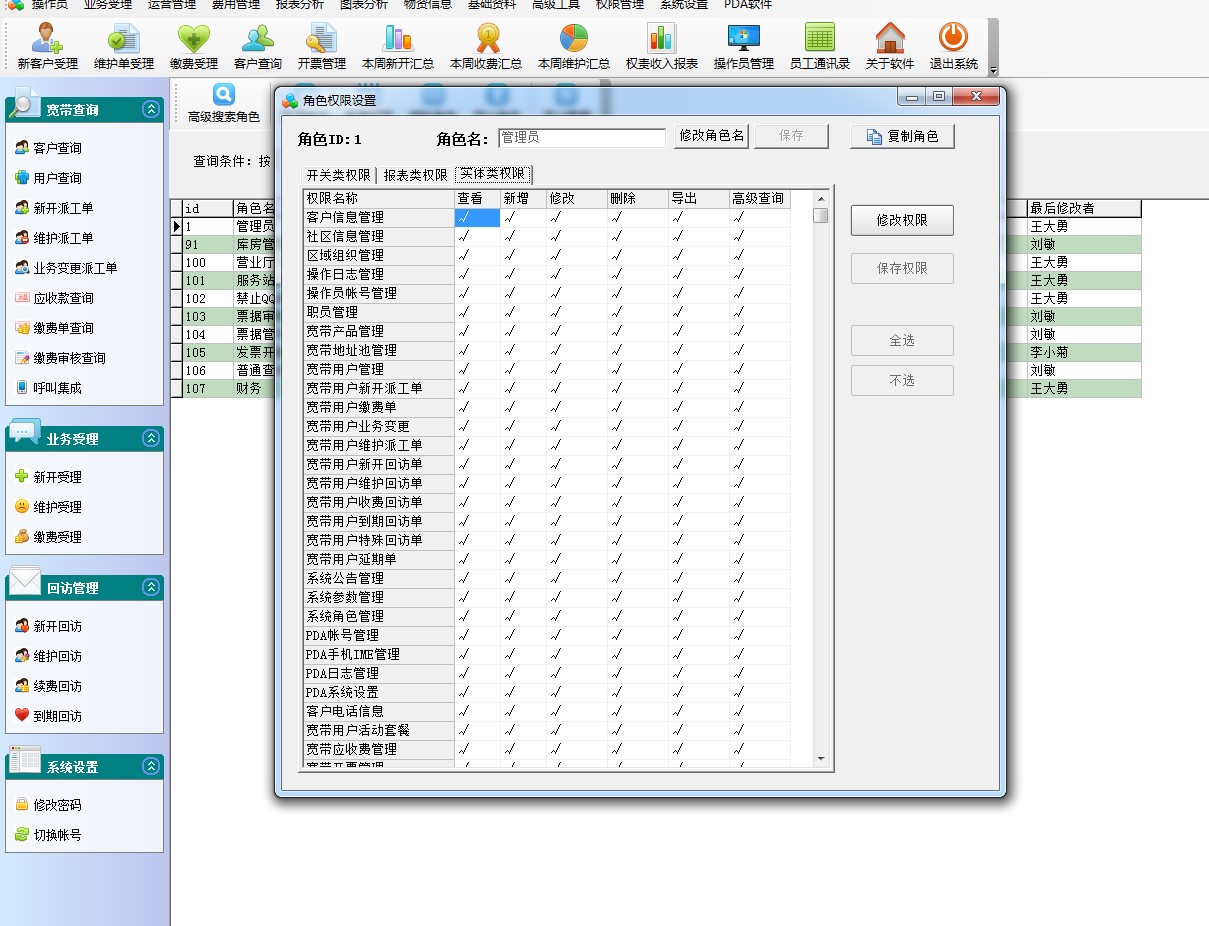 操作员 业务受理 运营管理 费用管理 报表分析 图表分析 物资信息 基础资料 高级工具 权限管理 系统设置 PDA软件
新客户受理 维护单受理 缴费受理 客户查询 开票管理 本周新开汇总 本周收费汇总 本周维护汇总 权责收入报表 操作员管理 员工通讯录 关于软件 退出系统
宽带查询
客户查询
用户查询
新开派工单
维护派工单
业务变更派工单
应收款查询
缴费单查询
缴费审核查询
呼叫集成
业务受理
新开受理
维护受理
缴费受理
回访管理
新开回访
维护回访
续费回访
到期回访
系统设置
修改密码
切换帐号
高级搜索角色
查询条件：按
id 角色名 最后修改者
1 管理员 王大勇
91 库房管 刘敏
100 营业厅 王大勇
101 服务站 王大勇
102 禁止QQ 王大勇
103 票据审 刘敏
104 票据管 刘敏
105 发票开 李小菊
106 普通查 刘敏
107 财务 王大勇
角色权限设置
角色ID: 1 角色名: 管理员 修改角色名 保存 复制角色
开关类权限 报表类权限 实体类权限
权限名称 查看 新增 修改 删除 导出 高级查询
客户信息管理 √ √ √ √ √ √
社区信息管理 √ √ √ √ √ √
区域组织管理 √ √ √ √ √ √
操作日志管理 √ √ √ √ √ √
操作员帐号管理 √ √ √ √ √ √
职员管理 √ √ √ √ √ √
宽带产品管理 √ √ √ √ √ √
宽带地址池管理 √ √ √ √ √ √
宽带用户管理 √ √ √ √ √ √
宽带用户新开派工单 √ √ √ √ √ √
宽带用户缴费单 √ √ √ √ √ √
宽带用户业务变更 √ √ √ √ √ √
宽带用户维护派工单 √ √ √ √ √ √
宽带用户新开回访单 √ √ √ √ √ √
宽带用户维护回访单 √ √ √ √ √ √
宽带用户收费回访单 √ √ √ √ √ √
宽带用户到期回访单 √ √ √ √ √ √
宽带用户特殊回访单 √ √ √ √ √ √
宽带用户延期单 √ √ √ √ √ √
系统公告管理 √ √ √ √ √ √
系统参数管理 √ √ √ √ √ √
系统角色管理 √ √ √ √ √ √
PDA帐号管理 √ √ √ √ √ √
PDA手机IME管理 √ √ √ √ √ √
PDA日志管理 √ √ √ √ √ √
PDA系统设置 √ √ √ √ √ √
客户电话信息 √ √ √ √ √ √
宽带用户活动套餐 √ √ √ √ √ √
宽带应收费管理 √ √ √ √ √ √
宽带开票管理 √ √ √ √ √ √
修改权限
保存权限
全选
不选